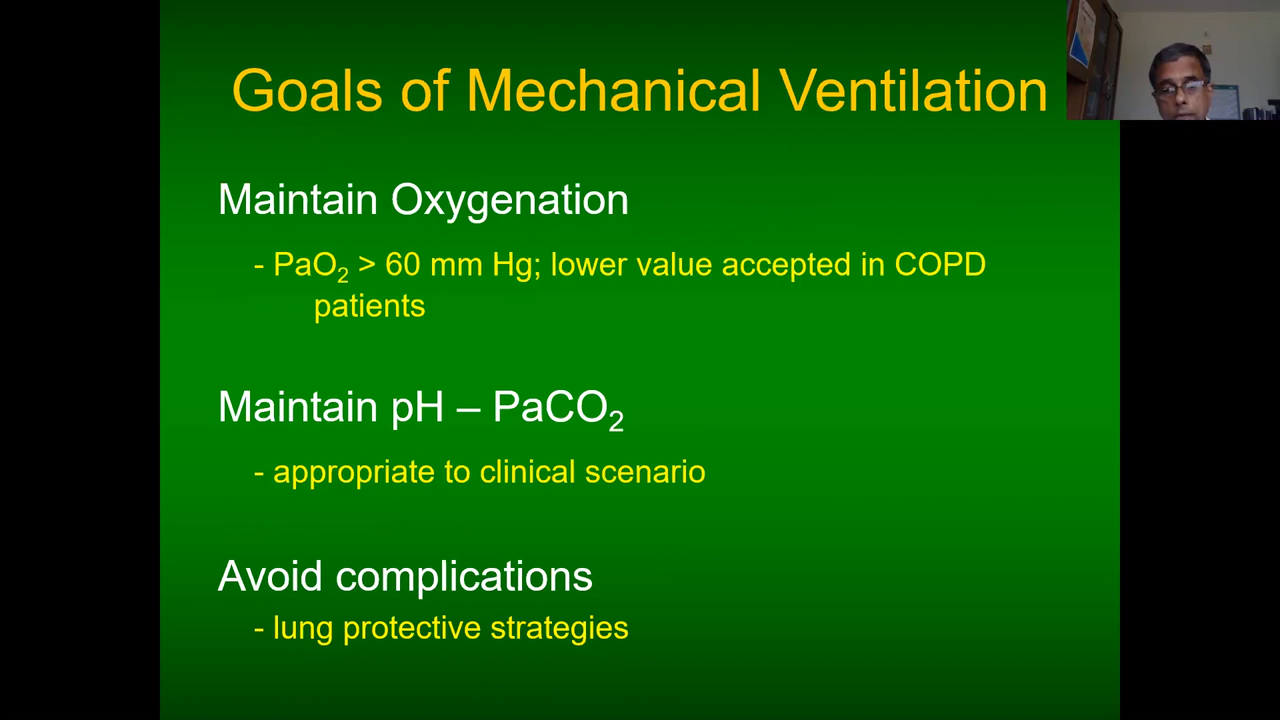 Goals of Mechanical Ventilation
Maintain Oxygenation
- PaO₂ > 60 mm Hg; lower value accepted in COPD
patients
Maintain pH – PaCO₂
- appropriate to clinical scenario
Avoid complications
- lung protective strategies